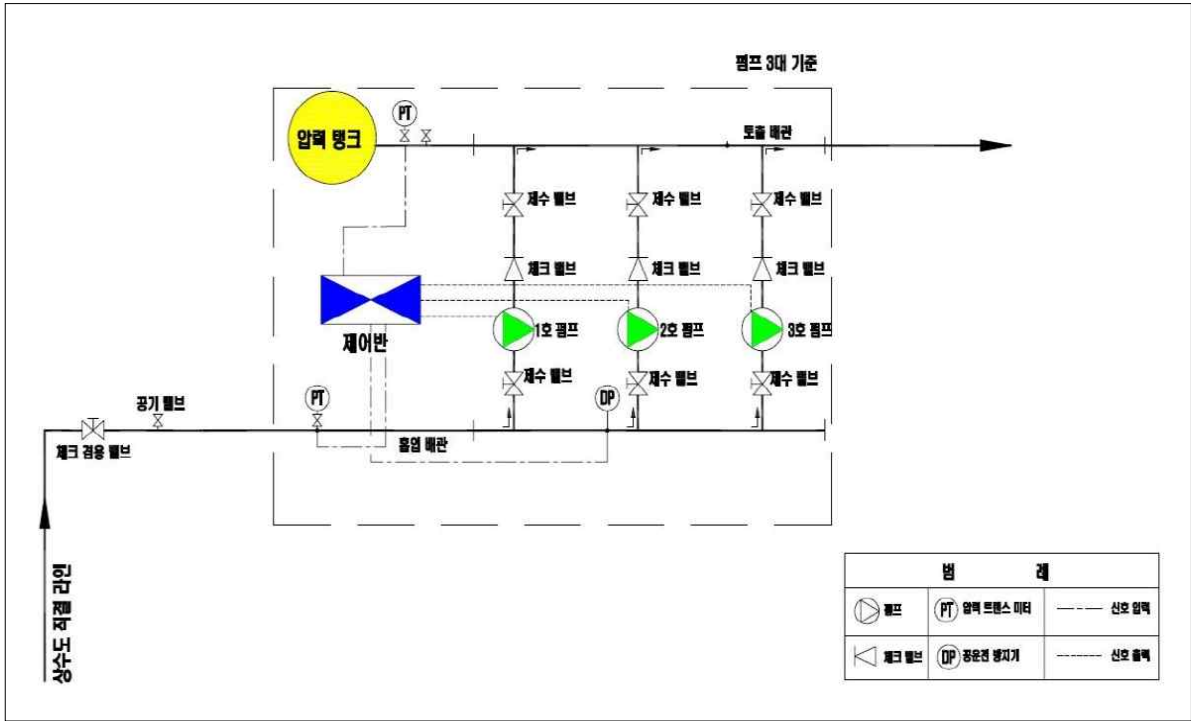 펌프 3대 기준
압력 탱크
PT
토출 배관
제수 밸브
제수 밸브
제수 밸브
체크 밸브
체크 밸브
체크 밸브
1호 펌프
2호 펌프
3호 펌프
제어반
제수 밸브
제수 밸브
제수 밸브
공기 밸브
PT
DP
체크 겸용 밸브
흡입 배관
상수도 직결 라인
범 례
펌프
PT 압력 트랜스 미터
신호 입력
체크 밸브
DP 공운전 방지기
신호 출력